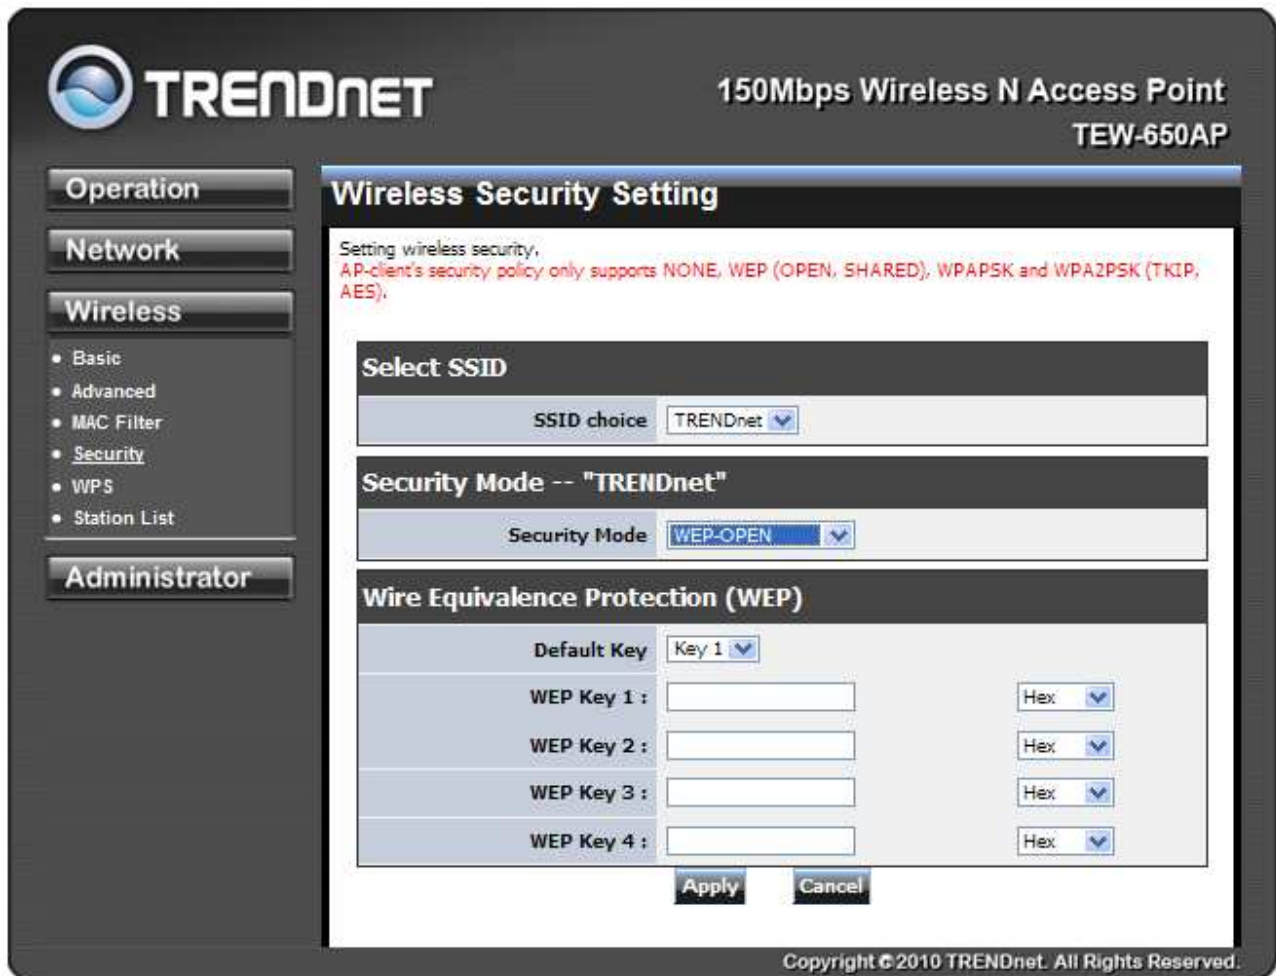 TRENDnet
150Mbps Wireless N Access Point
TEW-650AP
Operation
Network
Wireless
Basic
Advanced
MAC Filter
Security
WPS
Station List
Administrator
Wireless Security Setting
Setting wireless security.
AP-client's security policy only supports NONE, WEP (OPEN, SHARED), WPAPSK and WPA2PSK (TKIP,
AES).
Select SSID
SSID choice TRENDnet
Security Mode -- "TRENDnet"
Security Mode WEP-OPEN
Wire Equivalence Protection (WEP)
Default Key Key 1
WEP Key 1 : Hex
WEP Key 2 : Hex
WEP Key 3 : Hex
WEP Key 4 : Hex
Apply Cancel
Copyright © 2010 TRENDnet. All Rights Reserved.